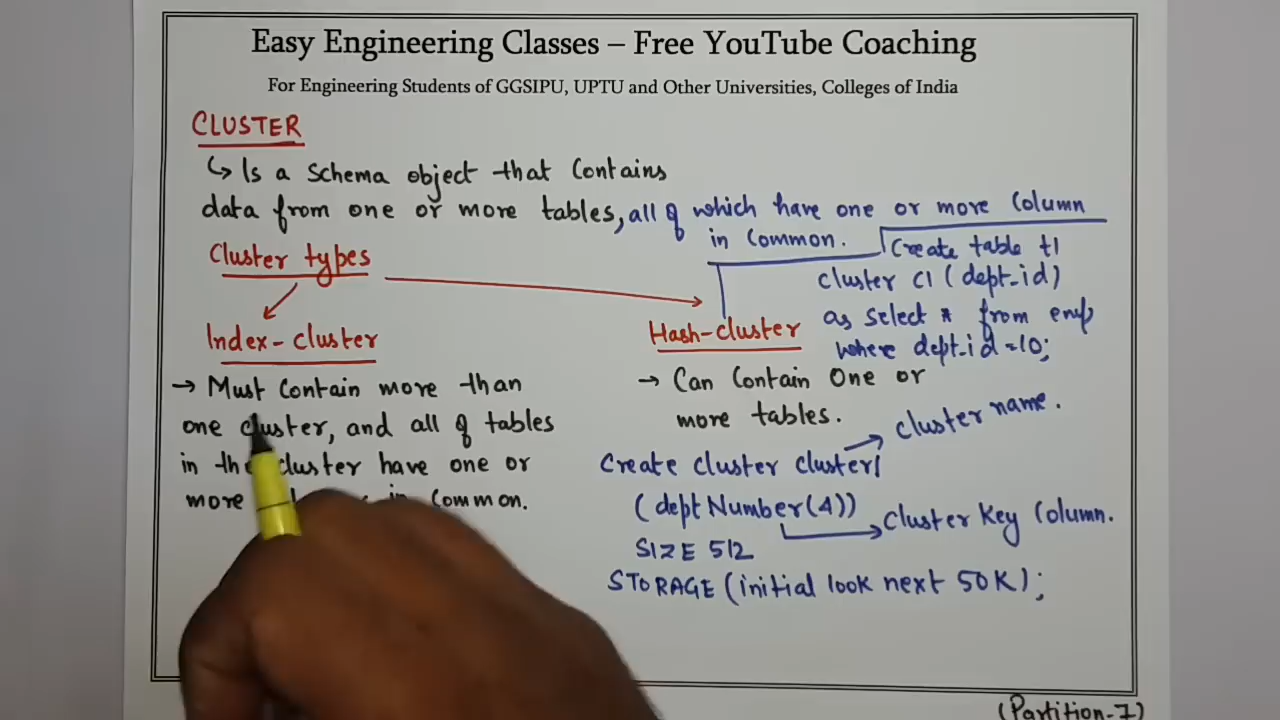 Easy Engineering Classes – Free YouTube Coaching
For Engineering Students of GGSIPU, UPTU and Other Universities, Colleges of India
CLUSTER
↳ Is a Schema object that Contains
data from one or more tables, all of which have one or more Column
in Common.
Cluster types
Index-cluster
→ Must Contain more than
one cluster, and all of tables
in the cluster have one or
more in Common.
Hash-cluster
→ Can Contain One or
more tables.
Create table t1
cluster C1 (dept_id)
as select * from emp
where dept_id =10;
Create cluster cluster1 → cluster name.
(dept Number(4)) → Cluster Key Column.
SIZE 512
STORAGE (initial look next 50K);
(Partition-7)